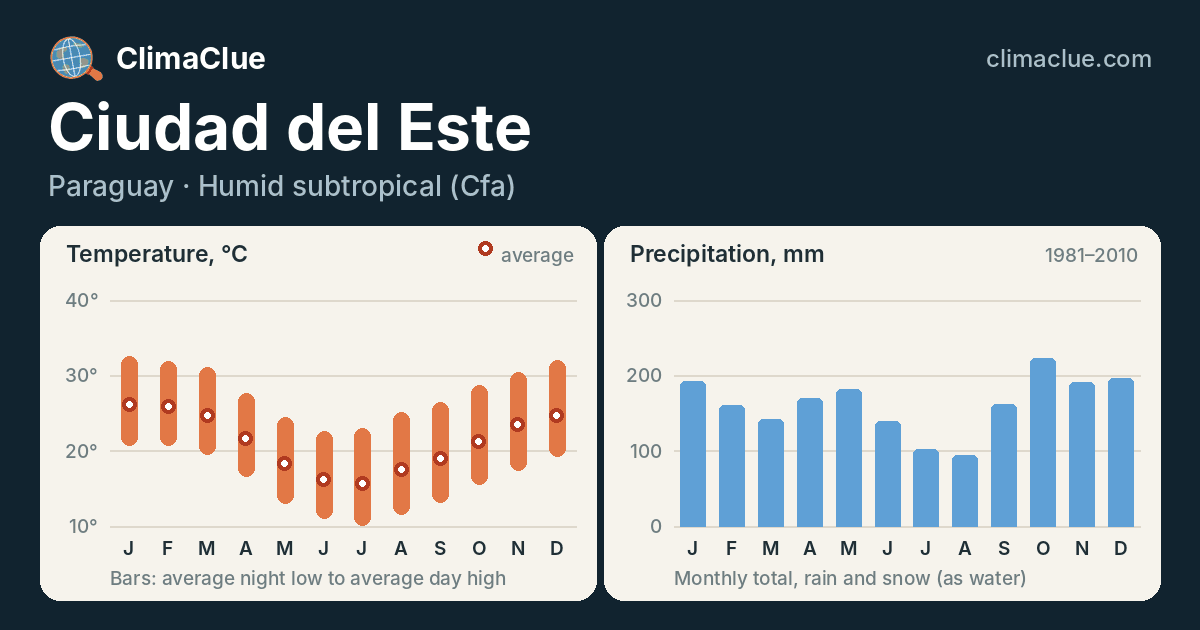 ClimaClue
climaclue.com
Ciudad del Este
Paraguay · Humid subtropical (Cfa)
Temperature, °C
average
40°
30°
20°
10°
J F M A M J J A S O N D
Bars: average night low to average day high
Precipitation, mm
1981–2010
300
200
100
0
J F M A M J J A S O N D
Monthly total, rain and snow (as water)